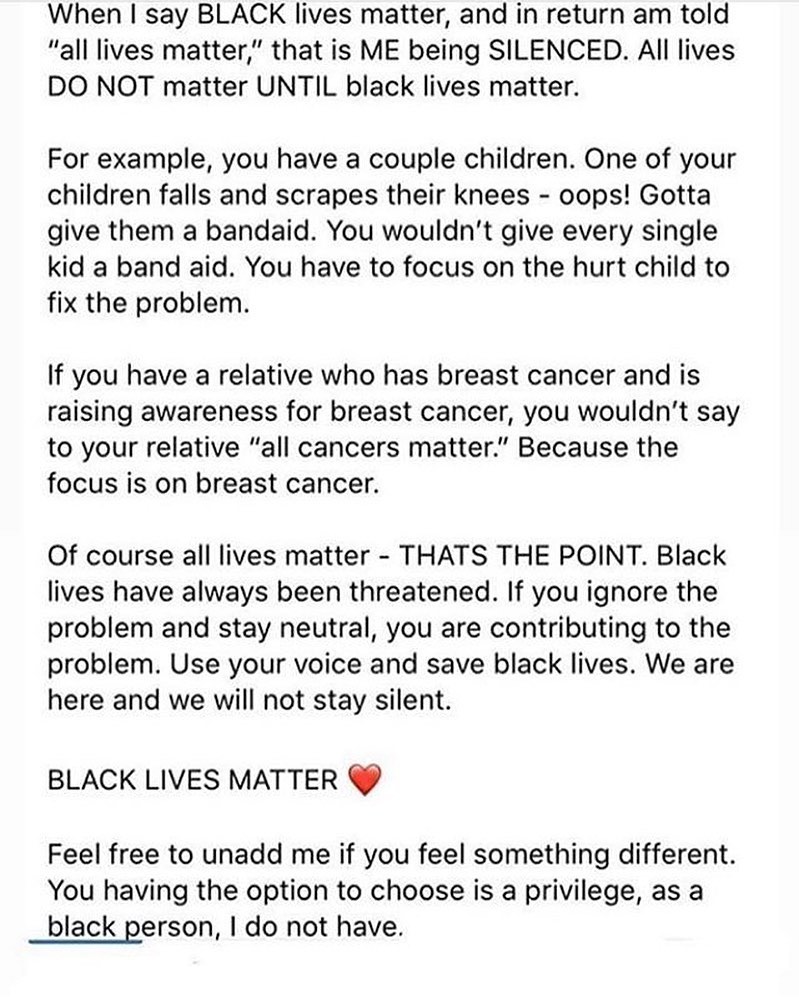 When I say BLACK lives matter, and in return am told
"all lives matter," that is ME being SILENCED. All lives
DO NOT matter UNTIL black lives matter.
For example, you have a couple children. One of your
children falls and scrapes their knees - oops! Gotta
give them a bandaid. You wouldn't give every single
kid a band aid. You have to focus on the hurt child to
fix the problem.
If you have a relative who has breast cancer and is
raising awareness for breast cancer, you wouldn't say
to your relative "all cancers matter." Because the
focus is on breast cancer.
Of course all lives matter - THATS THE POINT. Black
lives have always been threatened. If you ignore the
problem and stay neutral, you are contributing to the
problem. Use your voice and save black lives. We are
here and we will not stay silent.
BLACK LIVES MATTER ❤️
Feel free to unadd me if you feel something different.
You having the option to choose is a privilege, as a
black person, I do not have.